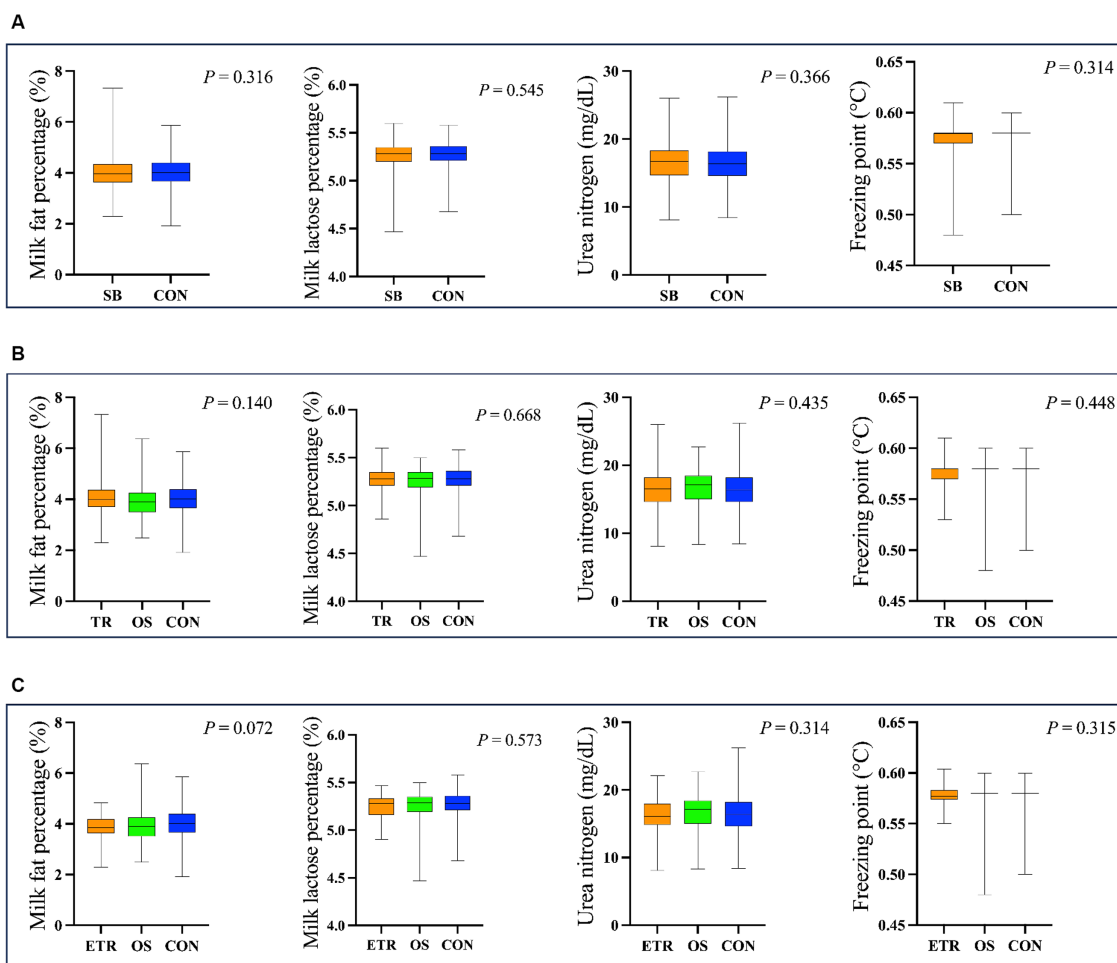 A
Milk fat percentage (%)
8
6
4
2
0
SB CON
P = 0.316
Milk lactose percentage (%)
6.0
5.5
5.0
4.5
4.0
SB CON
P = 0.545
Urea nitrogen (mg/dL)
30
20
10
0
SB CON
P = 0.366
Freezing point (°C)
0.65
0.60
0.55
0.50
0.45
SB CON
P = 0.314
B
Milk fat percentage (%)
8
6
4
2
0
TR OS CON
P = 0.140
Milk lactose percentage (%)
6.0
5.5
5.0
4.5
4.0
TR OS CON
P = 0.668
Urea nitrogen (mg/dL)
30
20
10
0
TR OS CON
P = 0.435
Freezing point (°C)
0.65
0.60
0.55
0.50
0.45
TR OS CON
P = 0.448
C
Milk fat percentage (%)
8
6
4
2
0
ETR OS CON
P = 0.072
Milk lactose percentage (%)
6.0
5.5
5.0
4.5
4.0
ETR OS CON
P = 0.573
Urea nitrogen (mg/dL)
30
20
10
0
ETR OS CON
P = 0.314
Freezing point (°C)
0.65
0.60
0.55
0.50
0.45
ETR OS CON
P = 0.315